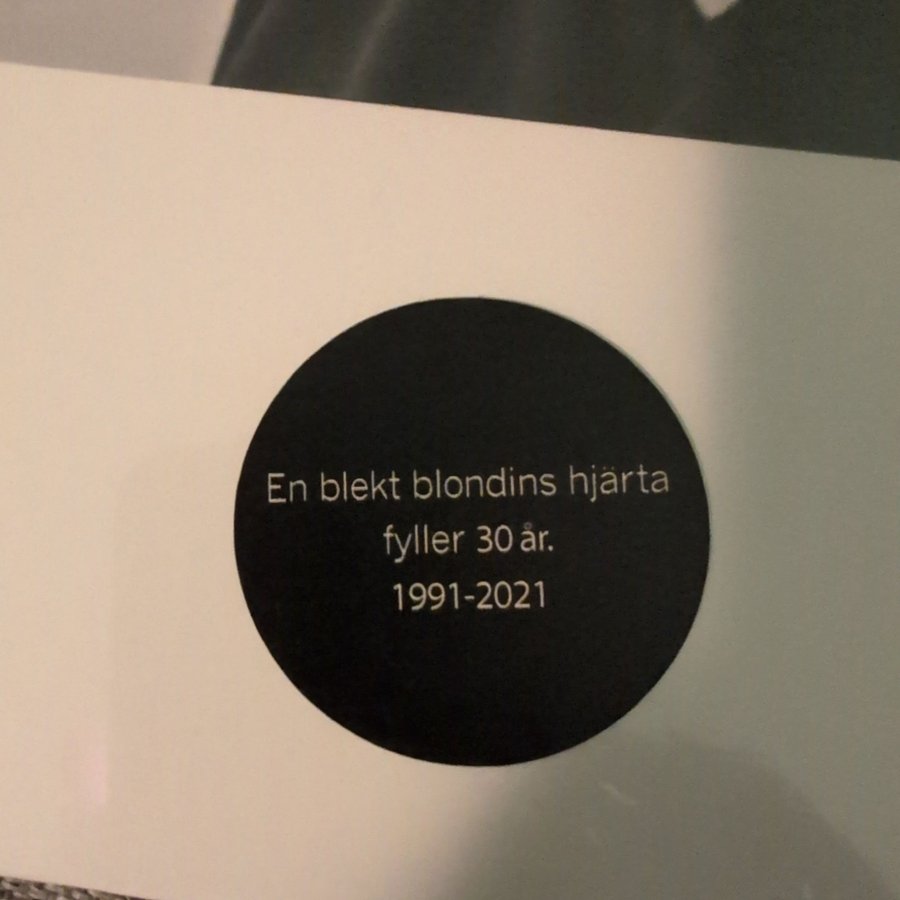 En blekt blondins hjärta
fyller 30 år.
1991-2021